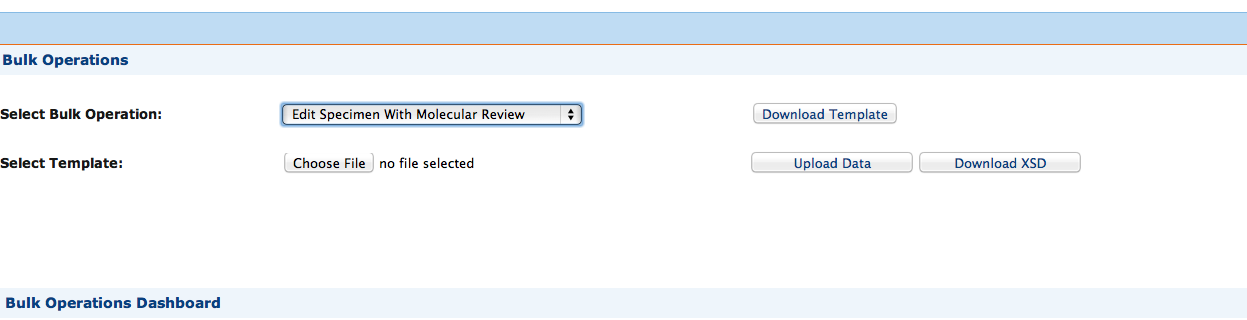 Bulk Operations
Select Bulk Operation: Edit Specimen With Molecular Review Download Template
Select Template: Choose File no file selected Upload Data Download XSD
Bulk Operations Dashboard